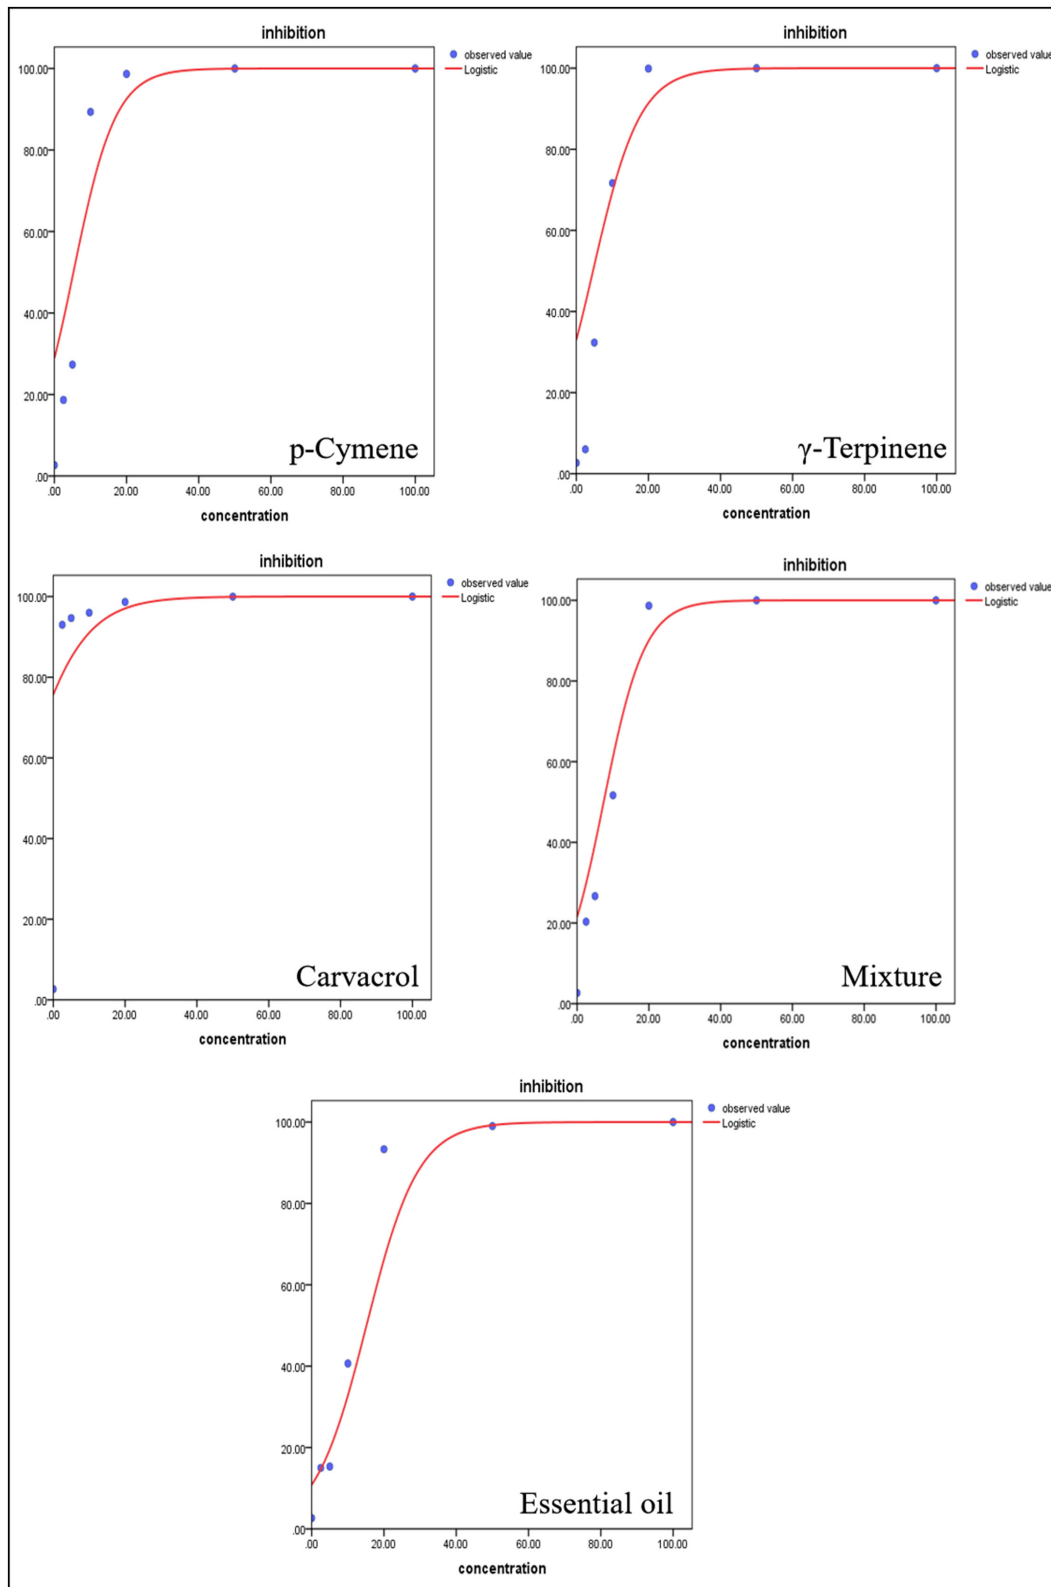 inhibition
observed value
Logistic
100.00
80.00
60.00
40.00
20.00
.00
p-Cymene
.00 20.00 40.00 60.00 80.00 100.00
concentration
inhibition
observed value
Logistic
100.00
80.00
60.00
40.00
20.00
.00
γ-Terpinene
.00 20.00 40.00 60.00 80.00 100.00
concentration
inhibition
observed value
Logistic
100.00
80.00
60.00
40.00
20.00
.00
Carvacrol
.00 20.00 40.00 60.00 80.00 100.00
concentration
inhibition
observed value
Logistic
100.00
80.00
60.00
40.00
20.00
.00
Mixture
.00 20.00 40.00 60.00 80.00 100.00
concentration
inhibition
observed value
Logistic
100.00
80.00
60.00
40.00
20.00
.00
Essential oil
.00 20.00 40.00 60.00 80.00 100.00
concentration